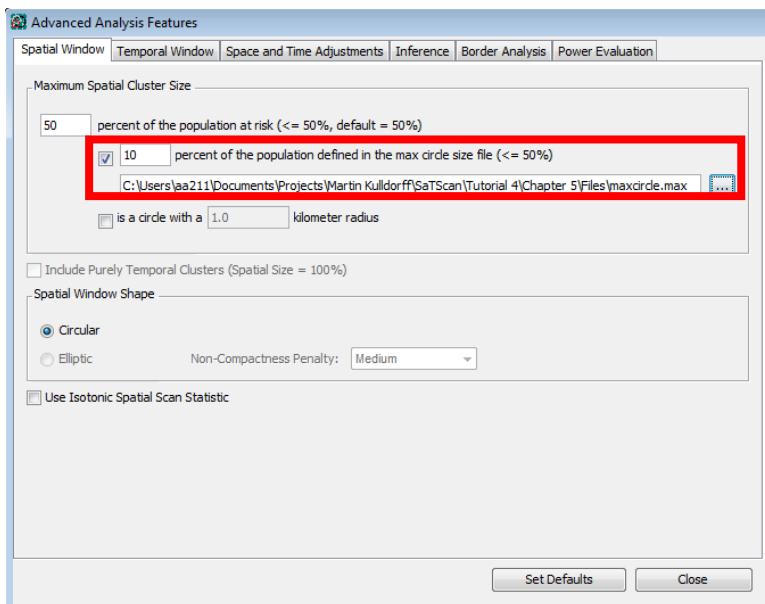 Advanced Analysis Features
Spatial Window Temporal Window Space and Time Adjustments Inference Border Analysis Power Evaluation
Maximum Spatial Cluster Size
50 percent of the population at risk (<= 50%, default = 50%)
10 percent of the population defined in the max circle size file (<= 50%)
C:\Users\aa211\Documents\Projects\Martin Kulldorff\SaTScan\Tutorial 4\Chapter 5\Files\maxcircle.max ...
is a circle with a 1.0 kilometer radius
Include Purely Temporal Clusters (Spatial Size = 100%)
Spatial Window Shape
Circular
Elliptic Non-Compactness Penalty: Medium
Use Isotonic Spatial Scan Statistic
Set Defaults Close